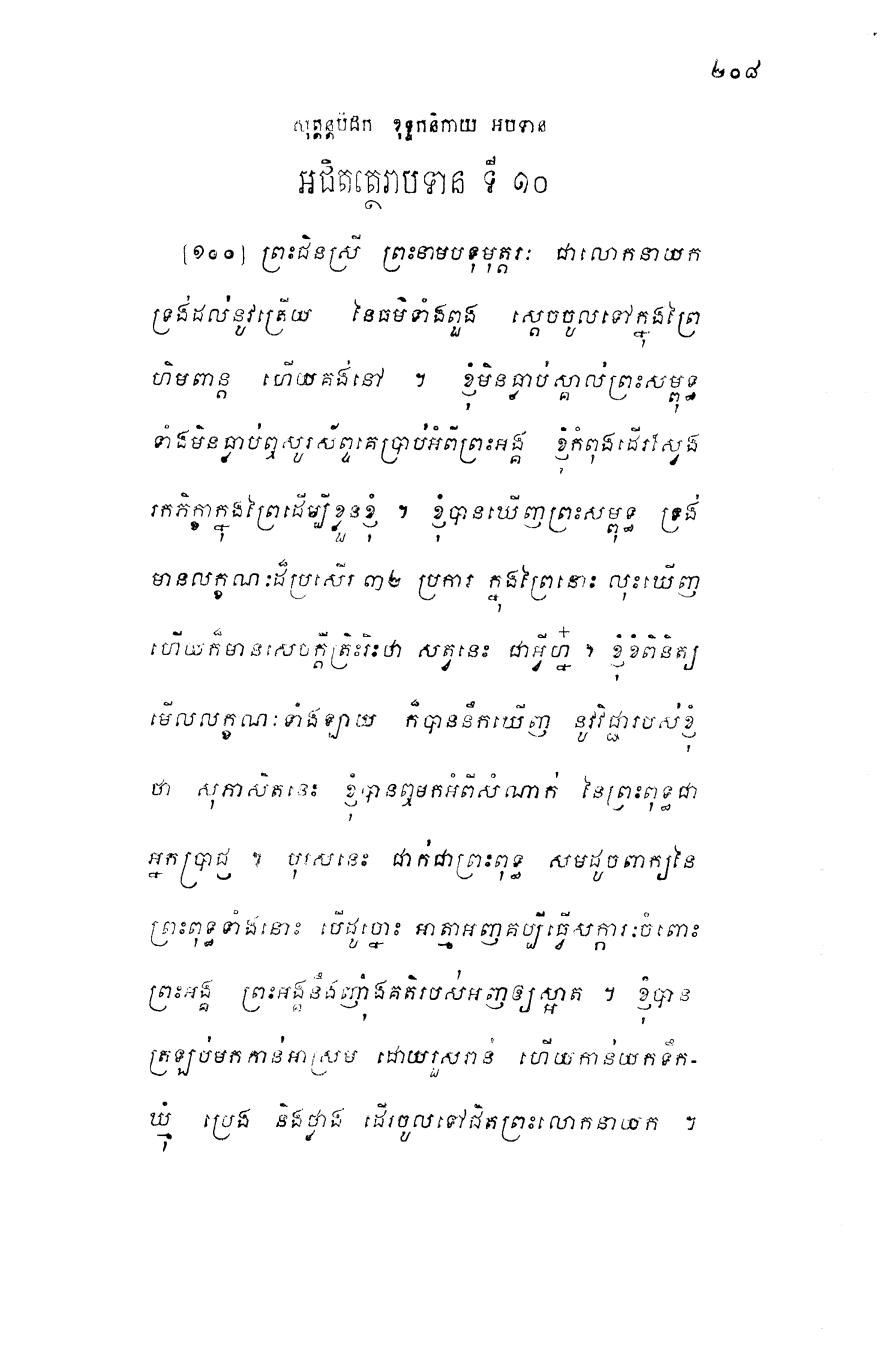 ២០៨
សុត្តន្តបិដក ខុទ្ទកនិកាយ អបទាន
អជិតត្ថេរាបទាន ទី ១០
[១០០] ព្រះជិនស្រី ព្រះនាមបទុមុត្តរៈ ជាលោកនាយក
ទ្រង់ដល់នូវត្រើយ នៃធម៌ទាំងពួង ស្តេចចូលទៅក្នុងព្រៃ
ហិមពាន្ត ហើយគង់នៅ ។ ខ្ញុំមិនធ្លាប់ស្គាល់ព្រះសម្ពុទ្ធ
ទាំងមិនធ្លាប់ឮសូរស័ព្ទគេប្រាប់អំពីព្រះអង្គ ខ្ញុំកំពុងដើរស្វែង
រកភិក្ខាក្នុងព្រៃដើម្បីខ្លួនខ្ញុំ ។ ខ្ញុំបានឃើញព្រះសម្ពុទ្ធ ទ្រង់
មានលក្ខណៈដ៏ប្រសើរ ៣២ ប្រការ ក្នុងព្រៃនោះ លុះឃើញ
ហើយក៏មានសេចក្តីត្រិះរិះថា សត្វនេះ ជាអ្វីហ្ន៎ ។ ខ្ញុំខំពិនិត្យ
មើលលក្ខណៈទាំងឡាយ ក៏បាននឹកឃើញ នូវវិជ្ជារបស់ខ្ញុំ
ថា សុភាសិតនេះ ខ្ញុំបានឮមកអំពីសំណាក់ នៃព្រះពុទ្ធជា
អ្នកប្រាជ្ញ ។ បុរសនេះ ជាក់ជាព្រះពុទ្ធ សមដូចពាក្យនៃ
ព្រះពុទ្ធទាំងនោះ បើដូច្នោះ អាត្មាអញគប្បីធ្វើសក្ការៈចំពោះ
ព្រះអង្គ ព្រះអង្គនឹងញ៉ាំងគតិរបស់អញឲ្យស្អាត ។ ខ្ញុំបាន
ត្រឡប់មកកាន់អាស្រម ដោយរួសរាន់ ហើយកាន់យកទឹក-
ឃ្មុំ ប្រេង និងថ្វាង ដើរចូលទៅជិតព្រះលោកនាយក ។